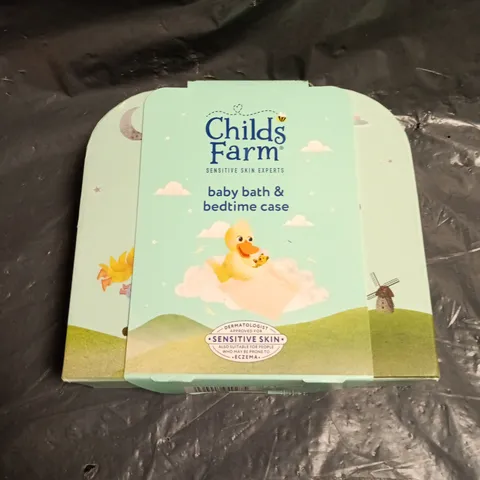 Childs
Farm®
SENSITIVE SKIN EXPERTS
baby bath &
bedtime case
DERMATOLOGIST
APPROVED FOR
• SENSITIVE SKIN •
ALSO SUITABLE FOR PEOPLE
WHO MAY BE PRONE TO
• ECZEMA •